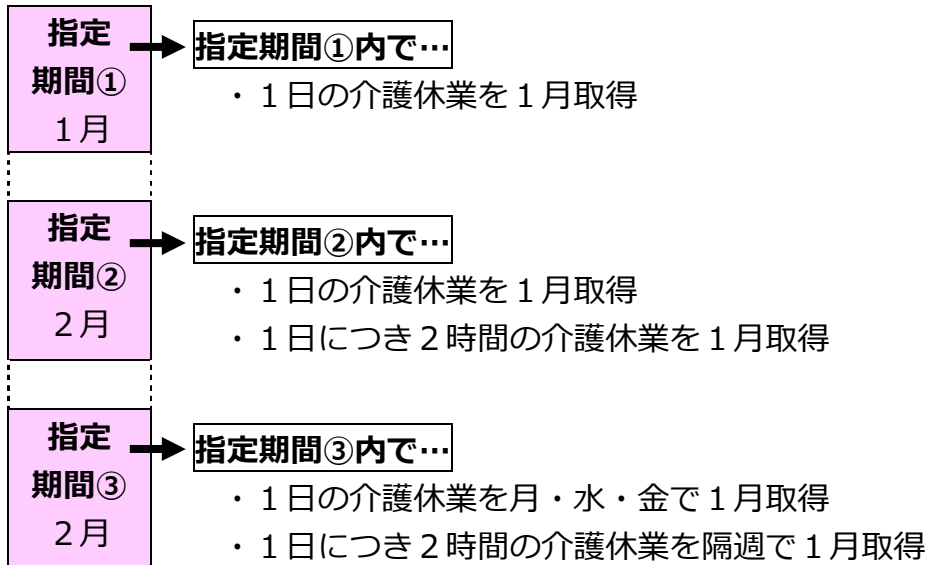 指定
期間①
１月
指定期間①内で…
・１日の介護休業を１月取得
指定
期間②
２月
指定期間②内で…
・１日の介護休業を１月取得
・１日につき２時間の介護休業を１月取得
指定
期間③
２月
指定期間③内で…
・１日の介護休業を月・水・金で１月取得
・１日につき２時間の介護休業を隔週で１月取得